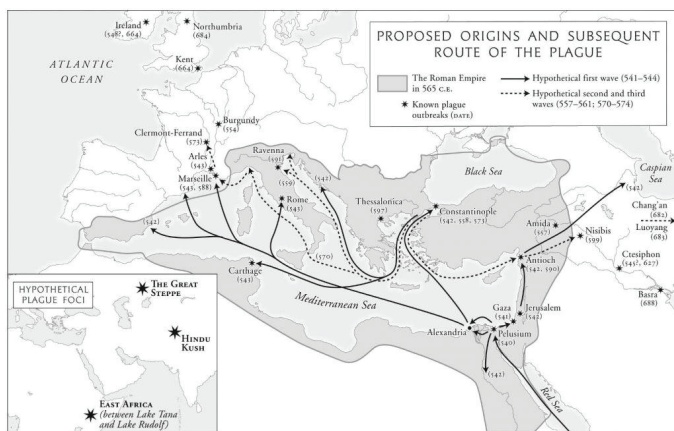 PROPOSED ORIGINS AND SUBSEQUENT
ROUTE OF THE PLAGUE
The Roman Empire
in 565 C.E.
Known plague
outbreaks (DATE)
Hypothetical first wave (541–544)
Hypothetical second and third
waves (557–561; 570–574)
Ireland
(548?, 664)
Northumbria
(684)
Kent
(664)
ATLANTIC
OCEAN
Burgundy
(554)
Clermont-Ferrand
(573)
Arles
(543)
Marseille
(543, 588)
Ravenna
(591)
(559)
(542)
Rome
(543)
Thessalonica
(597)
Black Sea
Constantinople
(542, 558, 573)
Amida
(557)
Nisibis
(599)
Caspian
Sea
(542)
Chang'an
(682)
Luoyang
(683)
Ctesiphon
(545?, 627)
Basra
(688)
Antioch
(542, 590)
(542)
(570)
Carthage
(543)
Mediterranean Sea
Jerusalem
(542)
Gaza
(541)
Alexandria
Pelusium
(540)
(542)
Red Sea
HYPOTHETICAL
PLAGUE FOCI
THE GREAT
STEPPE
HINDU
KUSH
EAST AFRICA
(between Lake Tana
and Lake Rudolf)